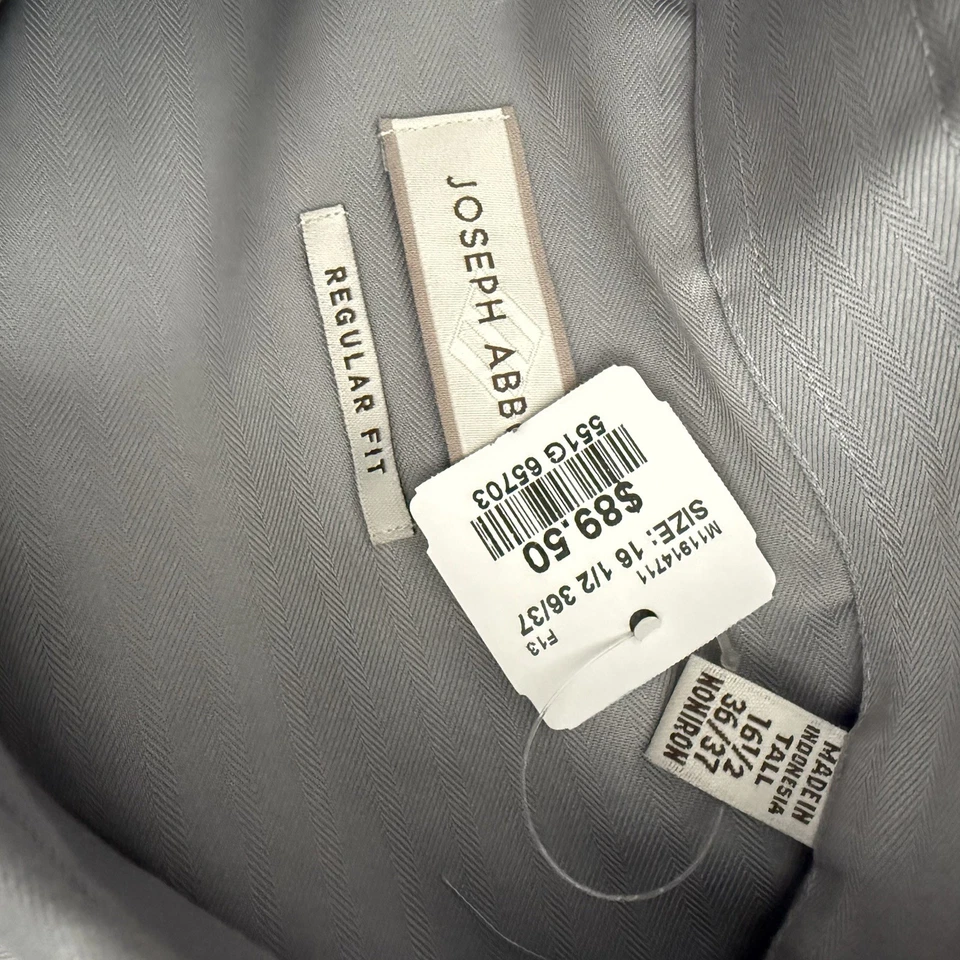 JOSEPH ABB
REGULAR FIT
M11914711
SIZE: 16 1/2 36/37
F13
$89.50
551G 65703
MADE IN
INDONESIA
TALL
16 1/2
36/37
NONIRON